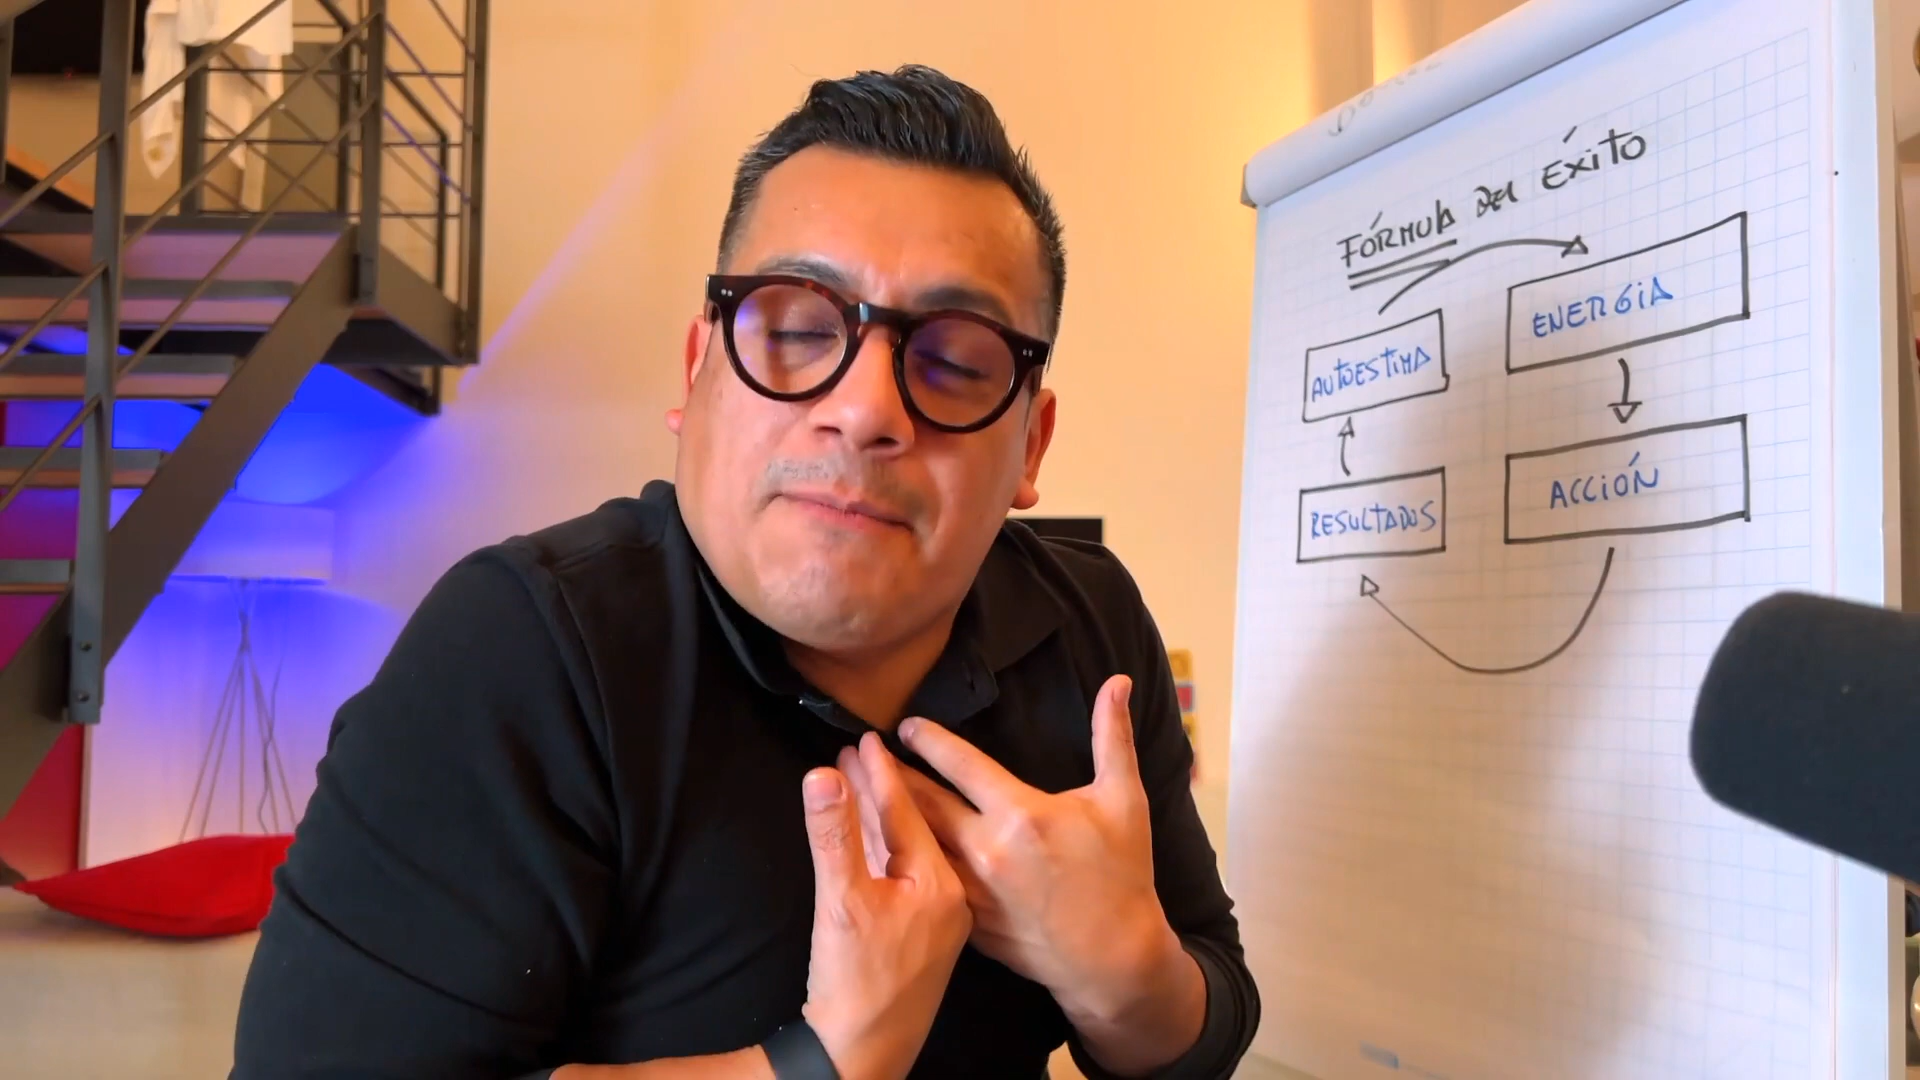 FÓRMULA DEL ÉXITO
ENERGÍA
AUTOESTIMA
ACCIÓN
RESULTADOS